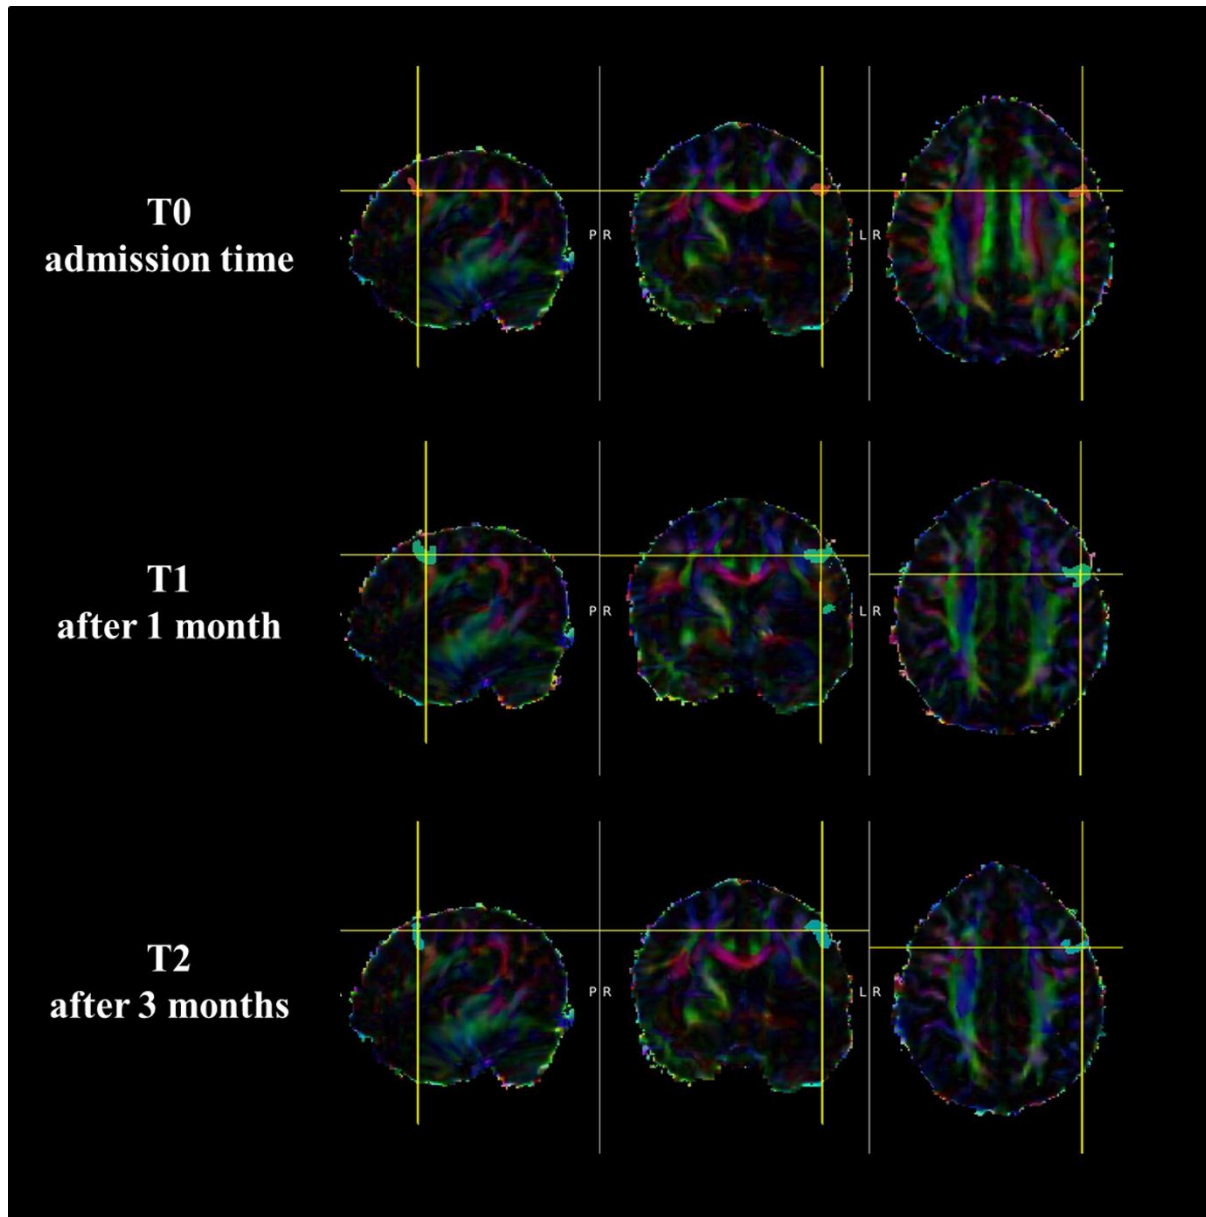 T0
admission time
P R
L R
T1
after 1 month
P R
L R
T2
after 3 months
P R
L R